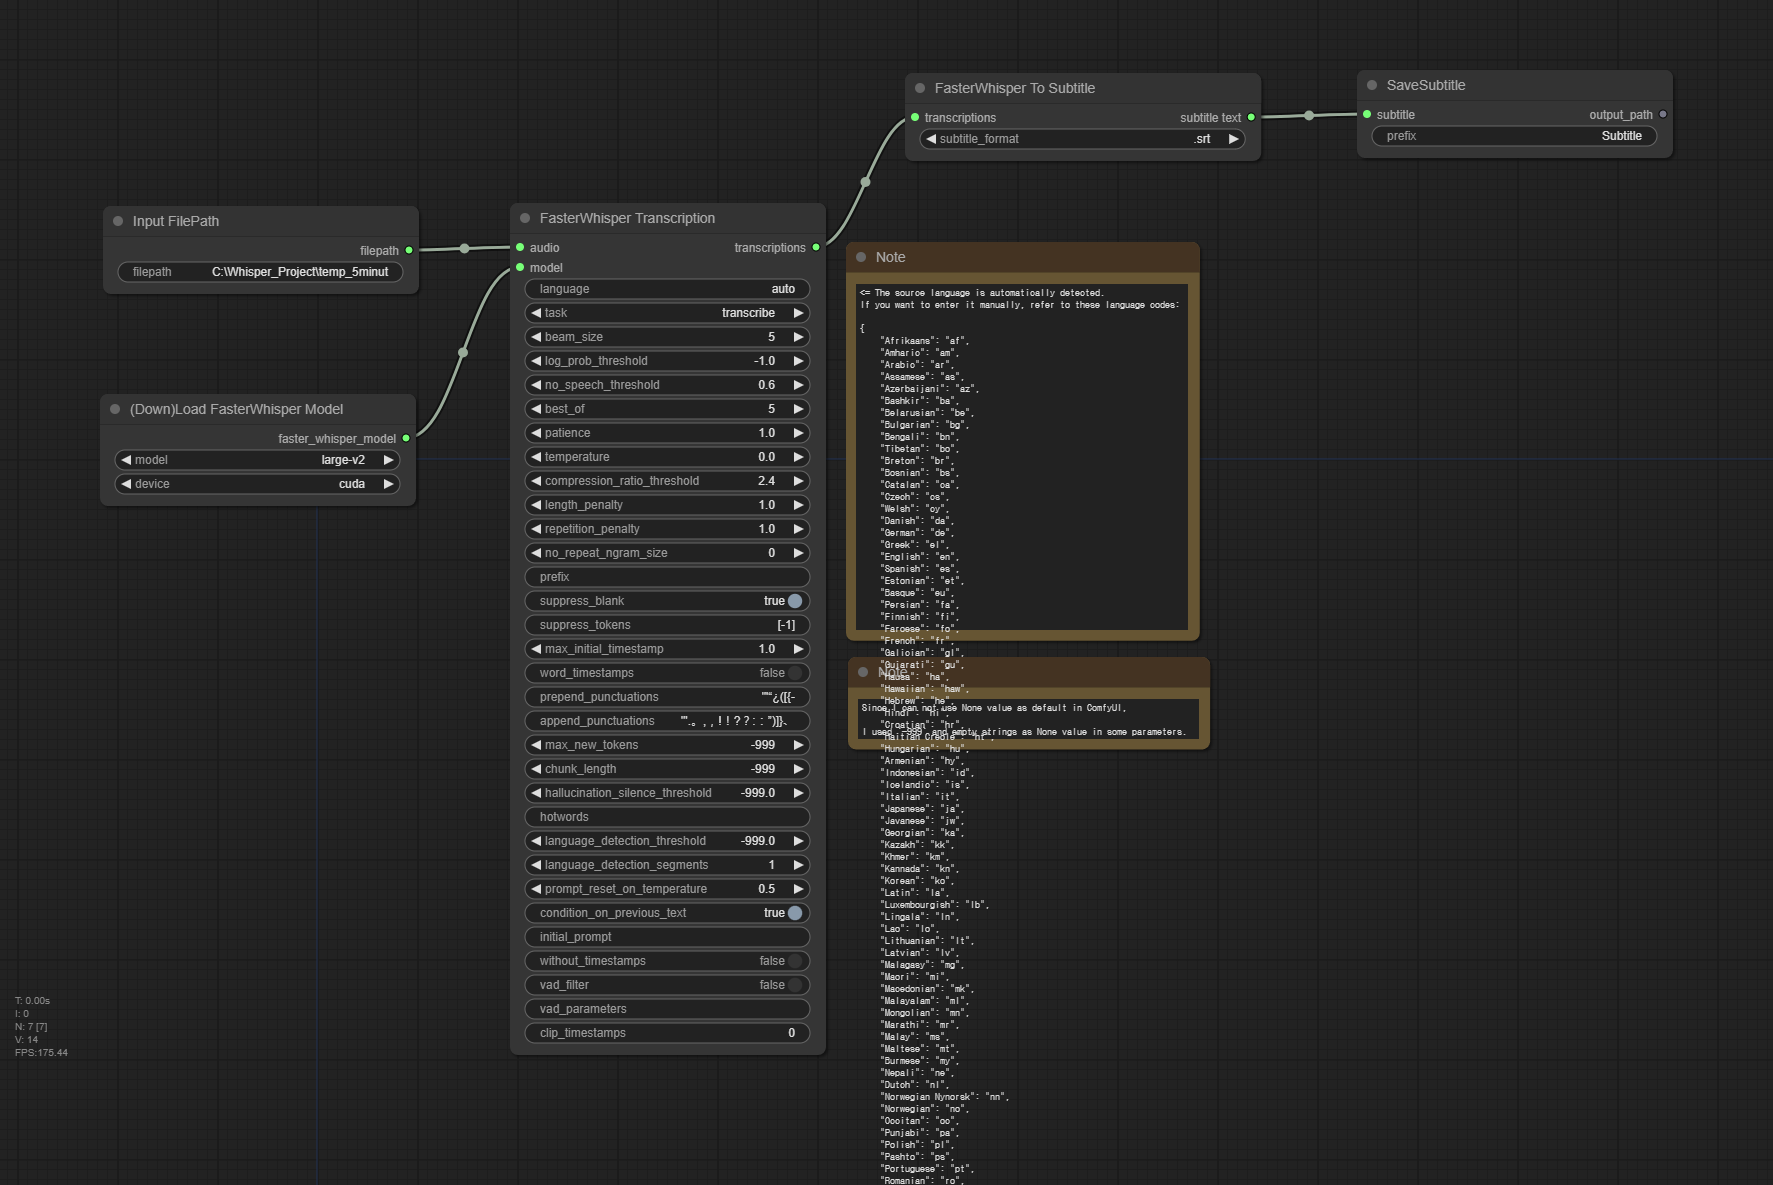 FasterWhisper To Subtitle
transcriptions
subtitle text
subtitle_format
.srt
SaveSubtitle
subtitle
output_path
prefix
Subtitle
Input FilePath
filepath
filepath
C:\Whisper_Project\temp_5minut
(Down)Load FasterWhisper Model
faster_whisper_model
model
large-v2
device
cuda
FasterWhisper Transcription
audio
transcriptions
model
language
auto
task
transcribe
beam_size
5
log_prob_threshold
-1.0
no_speech_threshold
0.6
best_of
5
patience
1.0
temperature
0.0
compression_ratio_threshold
2.4
length_penalty
1.0
repetition_penalty
1.0
no_repeat_ngram_size
0
prefix
suppress_blank
true
suppress_tokens
[-1]
max_initial_timestamp
1.0
word_timestamps
false
prepend_punctuations
"'“¿([{-
append_punctuations
"'.。,，!！?？:：")]}、
max_new_tokens
-999
chunk_length
-999
hallucination_silence_threshold
-999.0
hotwords
language_detection_threshold
-999.0
language_detection_segments
1
prompt_reset_on_temperature
0.5
condition_on_previous_text
true
initial_prompt
without_timestamps
false
vad_filter
false
vad_parameters
clip_timestamps
0
Note
<= The source language is automatically detected.
If you want to enter it manually, refer to these language codes:
{
"Afrikaans": "af",
"Amharic": "am",
"Arabic": "ar",
"Assamese": "as",
"Azerbaijani": "az",
"Bashkir": "ba",
"Belarusian": "be",
"Bulgarian": "bg",
"Bengali": "bn",
"Tibetan": "bo",
"Breton": "br",
"Bosnian": "bs",
"Catalan": "ca",
"Czech": "cs",
"Welsh": "cy",
"Danish": "da",
"German": "de",
"Greek": "el",
"English": "en",
"Spanish": "es",
"Estonian": "et",
"Basque": "eu",
"Persian": "fa",
"Finnish": "fi",
"Faroese": "fo",
"French": "fr",
"Galician": "gl",
"Gujarati": "gu",
"Hausa": "ha",
"Hawaiian": "haw",
"Hebrew": "he",
"Hindi": "hi",
"Croatian": "hr",
"Haitian Creole": "ht",
"Hungarian": "hu",
"Armenian": "hy",
"Indonesian": "id",
"Icelandic": "is",
"Italian": "it",
"Japanese": "ja",
"Javanese": "jw",
"Georgian": "ka",
"Kazakh": "kk",
"Khmer": "km",
"Kannada": "kn",
"Korean": "ko",
"Latin": "la",
"Luxembourgish": "lb",
"Lingala": "ln",
"Lao": "lo",
"Lithuanian": "lt",
"Latvian": "lv",
"Malagasy": "mg",
"Maori": "mi",
"Macedonian": "mk",
"Malayalam": "ml",
"Mongolian": "mn",
"Marathi": "mr",
"Malay": "ms",
"Maltese": "mt",
"Burmese": "my",
"Nepali": "ne",
"Dutch": "nl",
"Norwegian Nynorsk": "nn",
"Norwegian": "no",
"Occitan": "oc",
"Punjabi": "pa",
"Polish": "pl",
"Pashto": "ps",
"Portuguese": "pt",
"Romanian": "ro",
Note
Since I can not use None value as default in ComfyUI,
I used -999 and empty strings as None value in some parameters.
T: 0.00s
I: 0
N: 7 [7]
V: 14
FPS:175.44